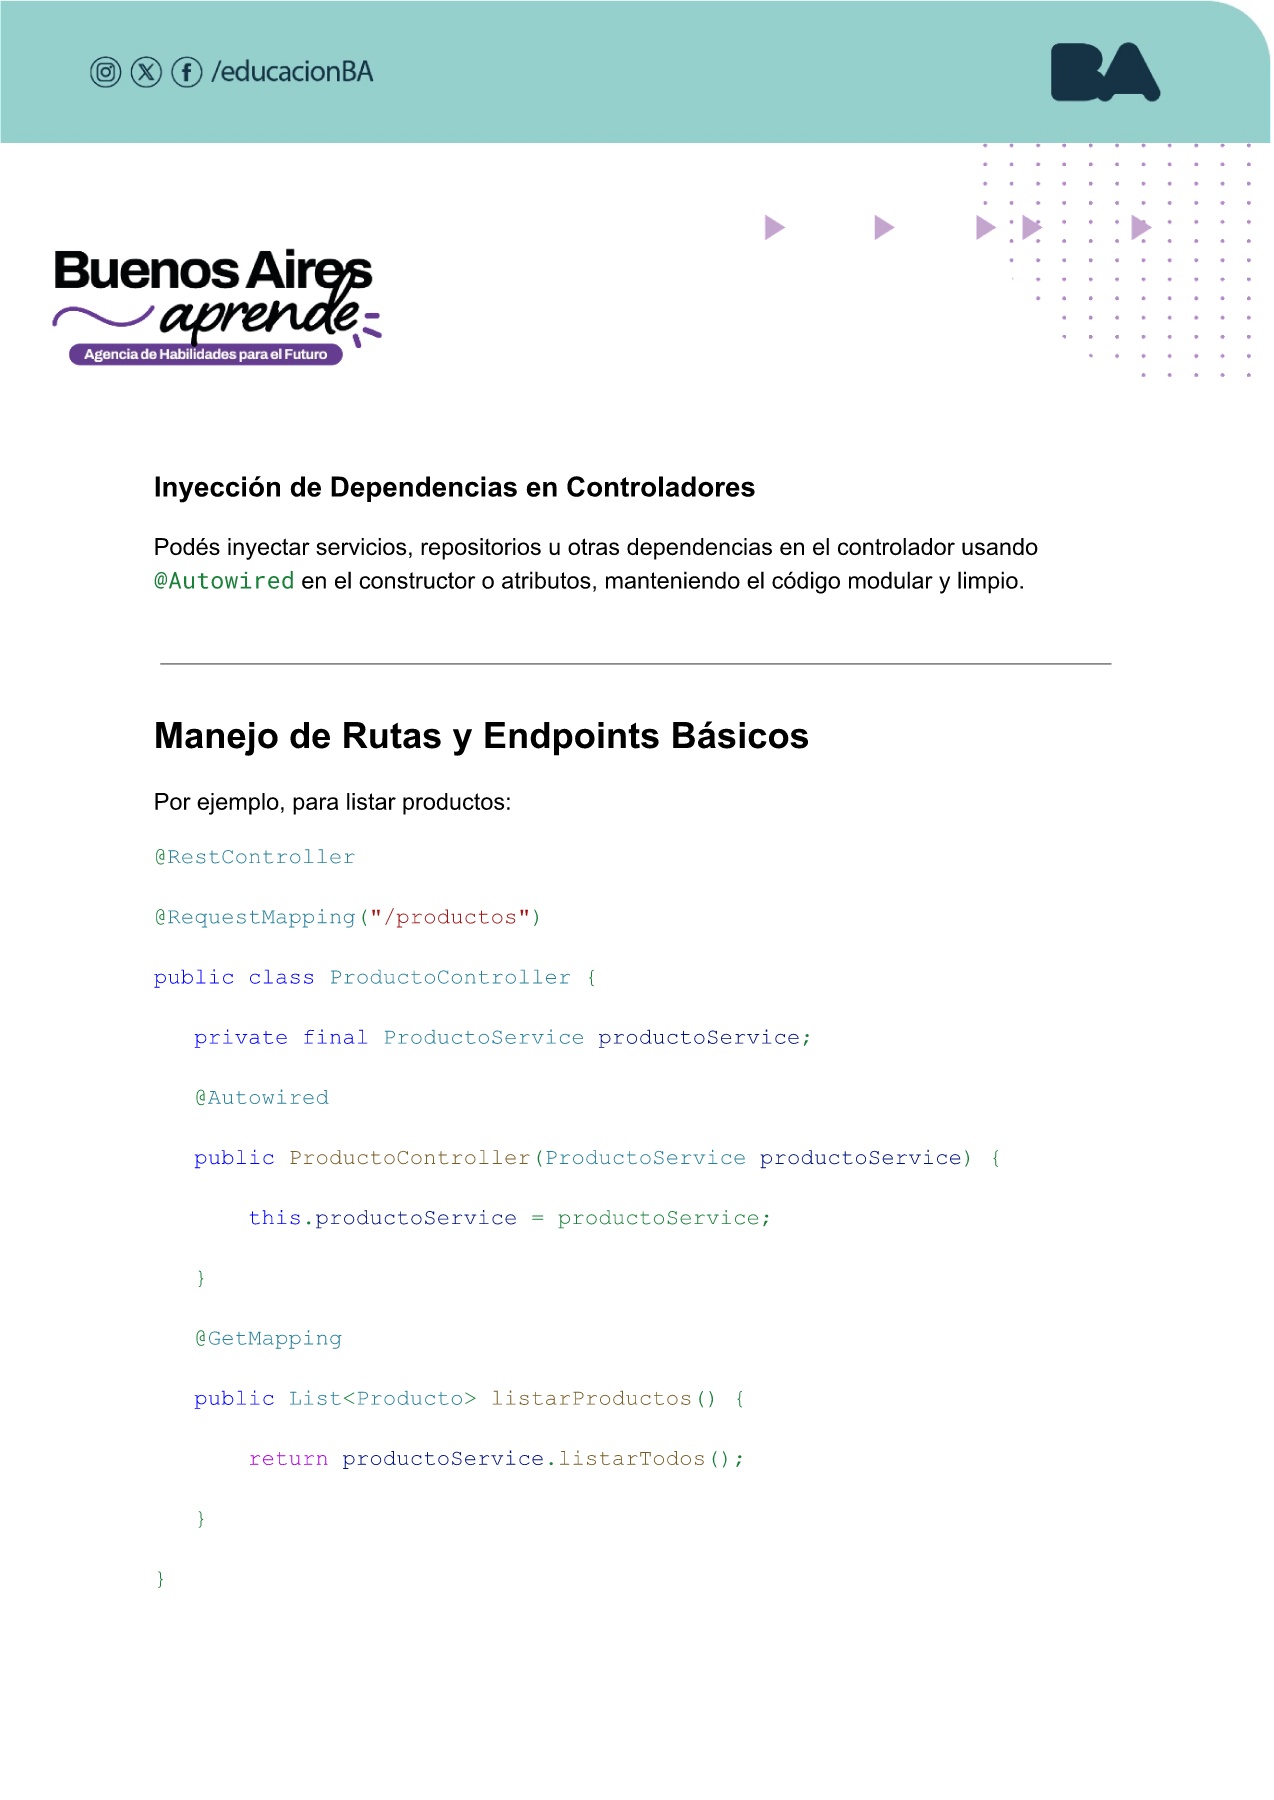 /educacionBA
BA
Buenos Aires
aprende
Agencia de Habilidades para el Futuro
Inyección de Dependencias en Controladores
Podés inyectar servicios, repositorios u otras dependencias en el controlador usando
@Autowired en el constructor o atributos, manteniendo el código modular y limpio.
Manejo de Rutas y Endpoints Básicos
Por ejemplo, para listar productos:
@RestController
@RequestMapping("/productos")
public class ProductoController {
private final ProductoService productoService;
@Autowired
public ProductoController(ProductoService productoService) {
this.productoService = productoService;
}
@GetMapping
public List<Producto> listarProductos() {
return productoService.listarTodos();
}
}